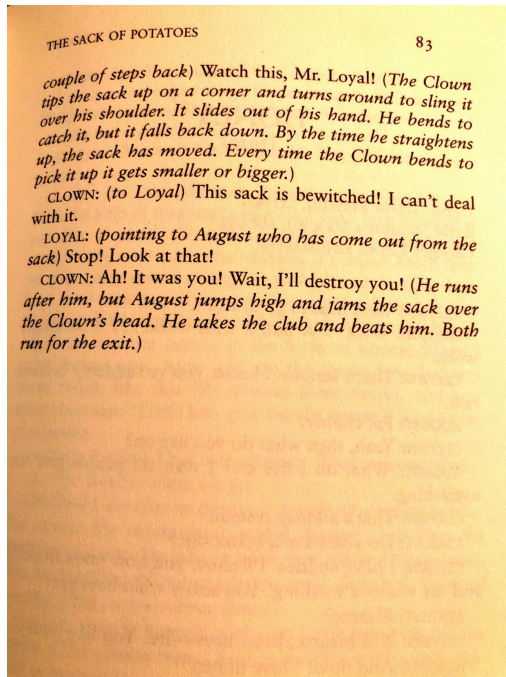 THE SACK OF POTATOES 83
couple of steps back) Watch this, Mr. Loyal! (The Clown
tips the sack up on a corner and turns around to sling it
over his shoulder. It slides out of his hand. He bends to
catch it, but it falls back down. By the time he straightens
up, the sack has moved. Every time the Clown bends to
pick it up it gets smaller or bigger.)
CLOWN: (to Loyal) This sack is bewitched! I can't deal
with it.
LOYAL: (pointing to August who has come out from the
sack) Stop! Look at that!
CLOWN: Ah! It was you! Wait, I'll destroy you! (He runs
after him, but August jumps high and jams the sack over
the Clown's head. He takes the club and beats him. Both
run for the exit.)